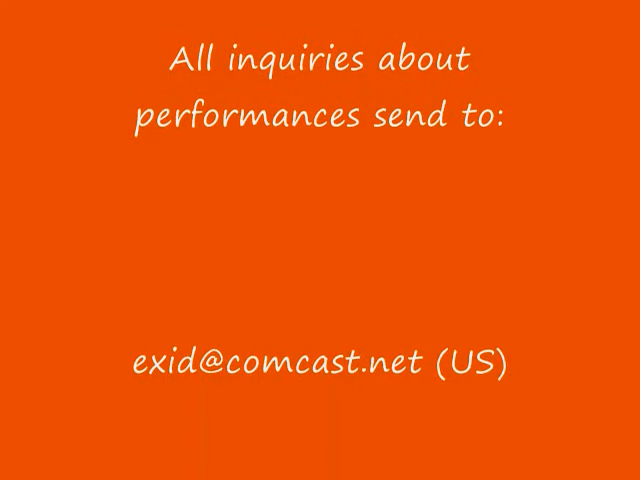 All inquiries about
performances send to:
exid@comcast.net (US)